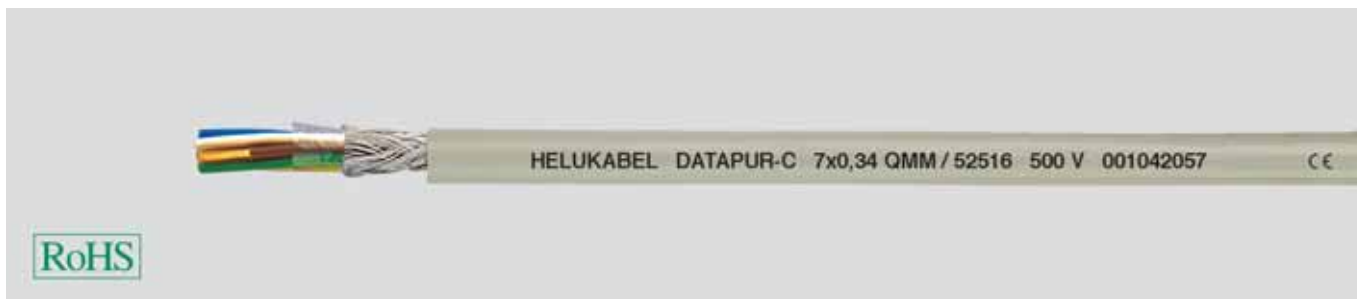 HELUKABEL DATAPUR-C 7x0,34 QMM / 52516 500 V 001042057 CE
RoHS